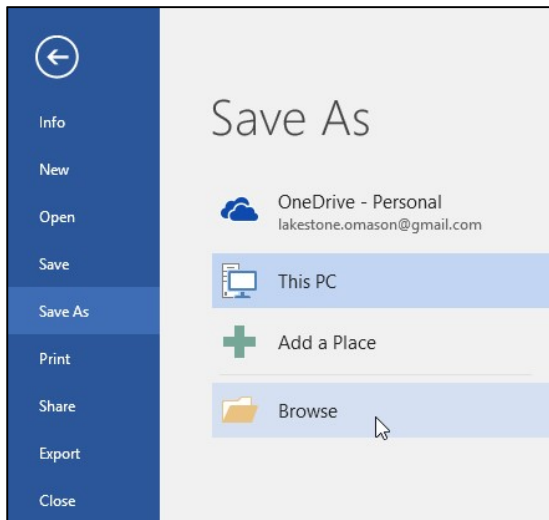 Info
New
Open
Save
Save As
Print
Share
Export
Close
Save As
OneDrive - Personal
lakestone.omason@gmail.com
This PC
Add a Place
Browse